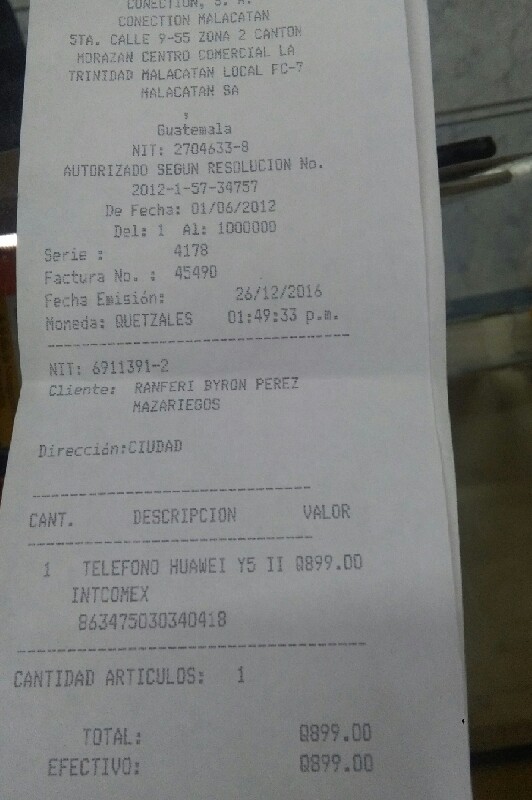 CONECTION, S. A.
CONECTION MALACATAN
5TA. CALLE 9-55 ZONA 2 CANTON
MORAZAN CENTRO COMERCIAL LA
TRINIDAD MALACATAN LOCAL FC-7
MALACATAN SA
,
Guatemala
NIT: 2704633-8
AUTORIZADO SEGUN RESOLUCION No.
2012-1-57-34757
De Fecha: 01/06/2012
Del: 1 Al: 1000000
Serie : 4178
Factura No. : 45490
Fecha Emisión: 26/12/2016
Moneda: QUETZALES 01:49:33 p.m.
NIT: 6911391-2
Cliente: RANFERI BYRON PEREZ
MAZARIEGOS
Dirección:CIUDAD
CANT. DESCRIPCION VALOR
1 TELEFONO HUAWEI Y5 II Q899.00
INTCOMEX
863475030340418
CANTIDAD ARTICULOS: 1
TOTAL: Q899.00
EFECTIVO: Q899.00